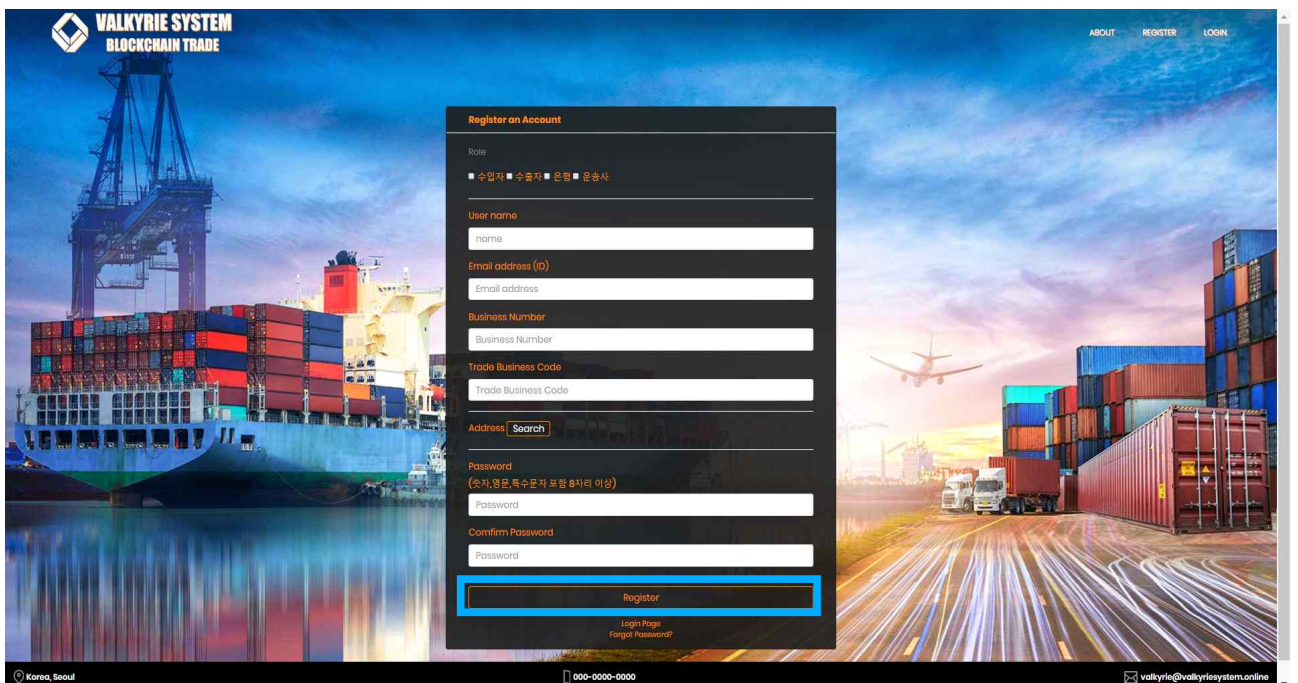 VALKYRIE SYSTEM
BLOCKCHAIN TRADE
ABOUT REGISTER LOGIN
Register an Account
Role
수입자 수출자 은행 운송사
User name
name
Email address (ID)
Email address
Business Number
Business Number
Trade Business Code
Trade Business Code
Address Search
Password
(숫자,영문,특수문자 포함 8자리 이상)
Password
Comfirm Password
Password
Register
Login Page
Forgot Password?
Korea, Seoul 000-0000-0000 valkyrie@valkyriesystem.online